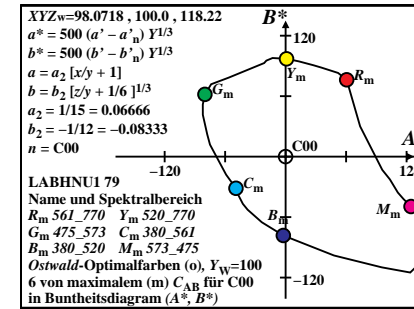 XYZw=98.0718 , 100.0 , 118.22
a* = 500 (a' – a'n) Y1/3
b* = 500 (b' – b'n) Y1/3
a = a2 [x/y + 1]
b = b2 [z/y + 1/6 ]1/3
a2 = 1/15 = 0.06666
b2 = –1/12 = –0.08333
n = C00
LABHNU1 79
Name und Spektralbereich
Rm 561_770 Ym 520_770
Gm 475_573 Cm 380_561
Bm 380_520 Mm 573_475
Ostwald-Optimalfarben (o), YW=100
6 von maximalem (m) CAB für C00
in Buntheitsdiagram (A*, B*)
B*
120
Ym
Rm
Gm
C00
A
–120
12
Cm
Mm
Bm
–120